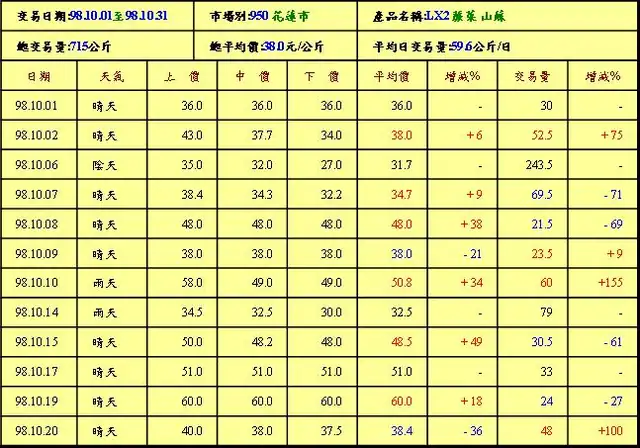 交易日期:98.10.01至98.10.31 市場別:950 花蓮市 產品名稱:LX2 蕨菜 山蘇
總交易量:715公斤 總平均價:38.0元/公斤 平均日交易量:59.6公斤/日
日期 天氣 上 價 中 價 下 價 平均價 增減% 交易量 增減%
98.10.01 晴天 36.0 36.0 36.0 36.0 - 30 -
98.10.02 晴天 43.0 37.7 34.0 38.0 +6 52.5 +75
98.10.06 陰天 35.0 32.0 27.0 31.7 - 243.5 -
98.10.07 晴天 38.4 34.3 32.2 34.7 +9 69.5 -71
98.10.08 晴天 48.0 48.0 48.0 48.0 +38 21.5 -69
98.10.09 晴天 38.0 38.0 38.0 38.0 -21 23.5 +9
98.10.10 雨天 58.0 49.0 49.0 50.8 +34 60 +155
98.10.14 雨天 34.5 32.5 30.0 32.5 - 79 -
98.10.15 晴天 50.0 48.2 48.0 48.5 +49 30.5 -61
98.10.17 晴天 51.0 51.0 51.0 51.0 - 33 -
98.10.19 晴天 60.0 60.0 60.0 60.0 +18 24 -27
98.10.20 晴天 40.0 38.0 37.5 38.4 -36 48 +100